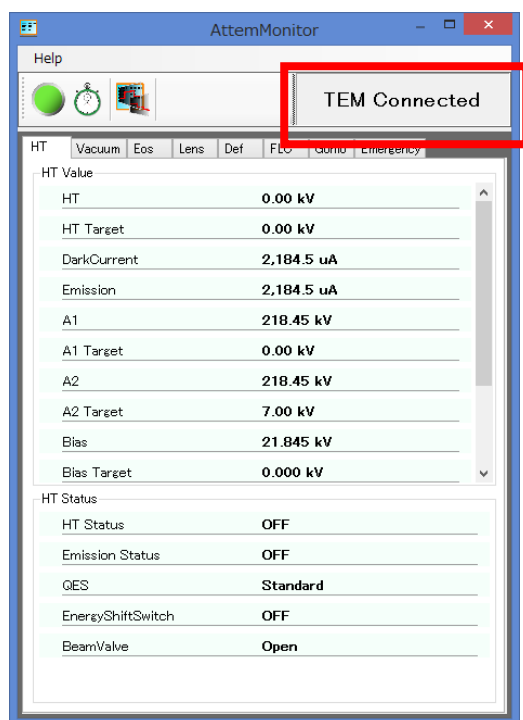 AttemMonitor
Help
TEM Connected
HT Vacuum Eos Lens Def FLC Gonio Emergency
HT Value
HT 0.00 kV
HT Target 0.00 kV
DarkCurrent 2,184.5 uA
Emission 2,184.5 uA
A1 218.45 kV
A1 Target 0.00 kV
A2 218.45 kV
A2 Target 7.00 kV
Bias 21.845 kV
Bias Target 0.000 kV
HT Status
HT Status OFF
Emission Status OFF
QES Standard
EnergyShiftSwitch OFF
BeamValve Open